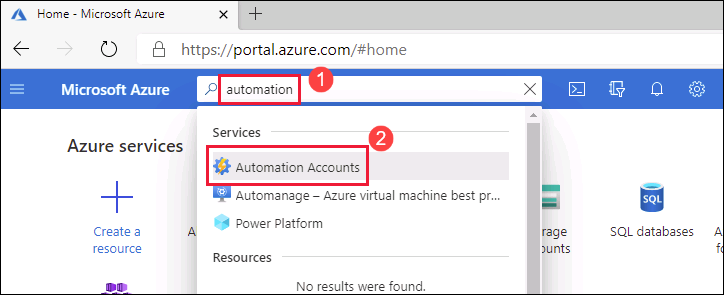 Home - Microsoft Azure
https://portal.azure.com/#home
Microsoft Azure
automation
1
Services
2
Azure services
Automation Accounts
Automanage – Azure virtual machine best pr...
Power Platform
Create a
resource
A
rage
ounts
SQL
SQL databases
A
fo
Resources
No results were found.